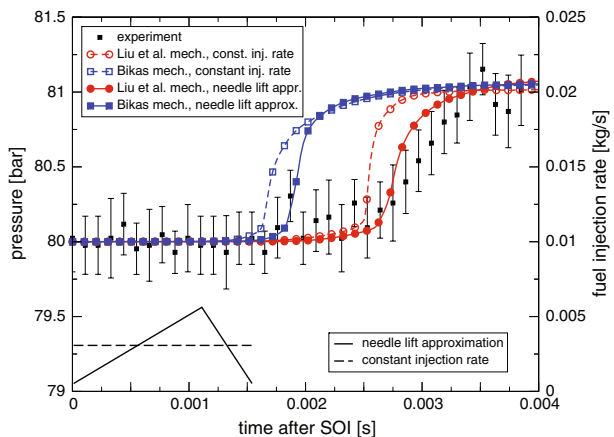 experiment
Liu et al. mech., const. inj. rate
Bikas mech., constant inj. rate
Liu et al. mech., needle lift appr.
Bikas mech., needle lift approx.
81.5
81
80.5
80
79.5
79
pressure [bar]
0.025
0.02
0.015
0.01
0.005
0
fuel injection rate [kg/s]
needle lift approximation
constant injection rate
0
0.001
0.002
0.003
0.004
time after SOI [s]